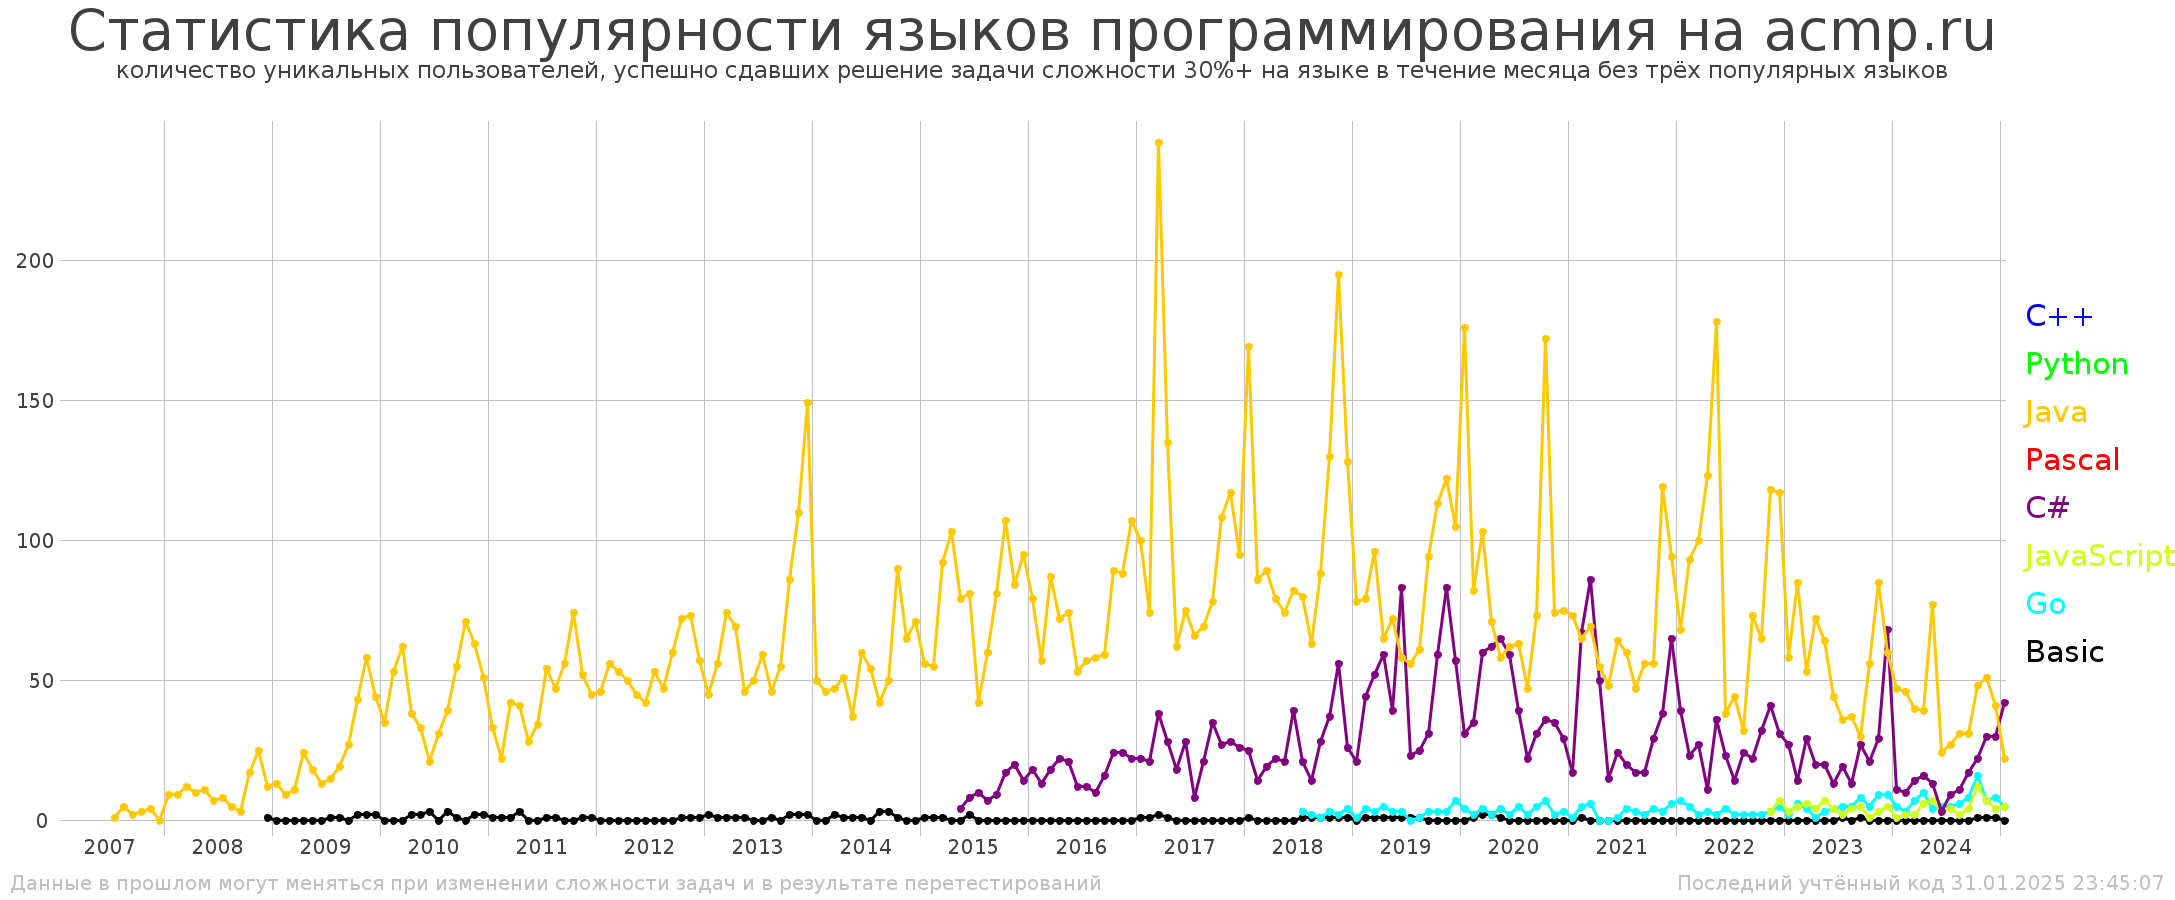 Статистика популярности языков программирования на acmp.ru
количество уникальных пользователей, успешно сдавших решение задачи сложности 30%+ на языке в течение месяца без трёх популярных языков
200
150
100
50
0
C++
Python
Java
Pascal
C#
JavaScript
Go
Basic
2007 2008 2009 2010 2011 2012 2013 2014 2015 2016 2017 2018 2019 2020 2021 2022 2023 2024
Данные в прошлом могут меняться при изменении сложности задач и в результате перетестирований
Последний учтённый код 31.01.2025 23:45:07